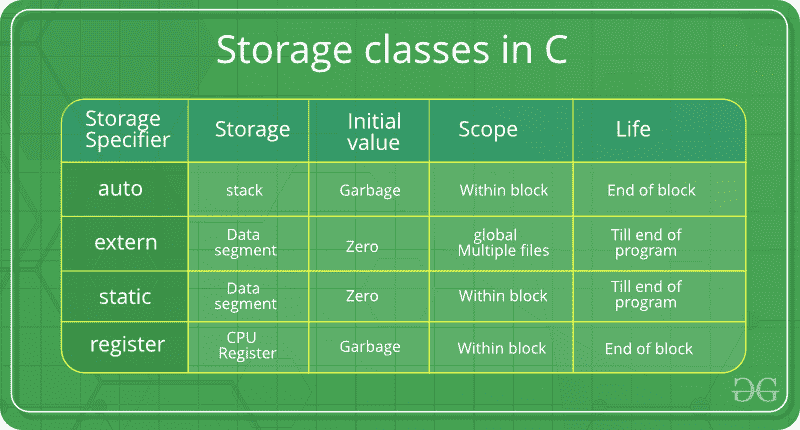 Storage classes in C
Storage
Specifier
Storage
Initial
value
Scope
Life
auto
stack
Garbage
Within block
End of block
extern
Data
segment
Zero
global
Multiple files
Till end of
program
static
Data
segment
Zero
Within block
Till end of
program
register
CPU
Register
Garbage
Within block
End of block